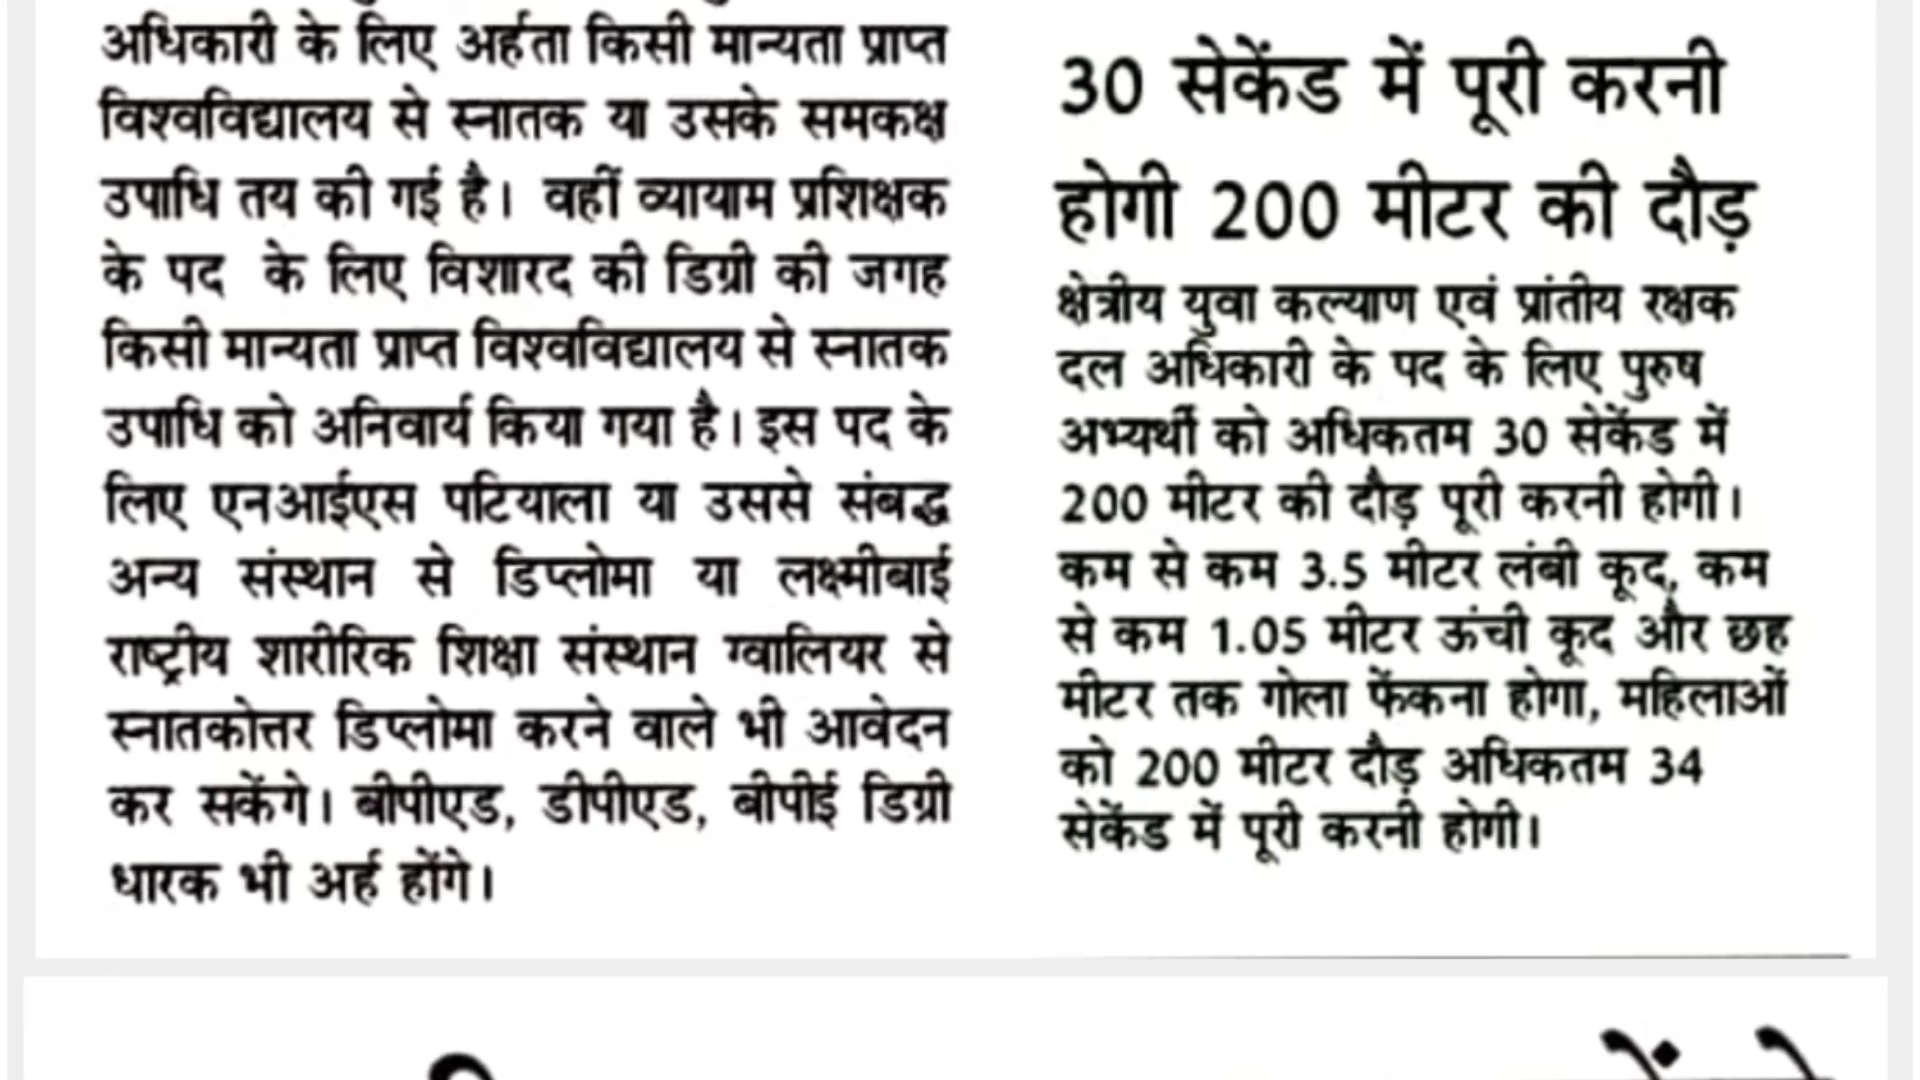 अधिकारी के लिए अर्हता किसी मान्यता प्राप्त
विश्वविद्यालय से स्नातक या उसके समकक्ष
उपाधि तय की गई है। वहीं व्यायाम प्रशिक्षक
के पद के लिए विशारद की डिग्री की जगह
किसी मान्यता प्राप्त विश्वविद्यालय से स्नातक
उपाधि को अनिवार्य किया गया है। इस पद के
लिए एनआईएस पटियाला या उससे संबद्ध
अन्य संस्थान से डिप्लोमा या लक्ष्मीबाई
राष्ट्रीय शारीरिक शिक्षा संस्थान ग्वालियर से
स्नातकोत्तर डिप्लोमा करने वाले भी आवेदन
कर सकेंगे। बीपीएड, डीपीएड, बीपीई डिग्री
धारक भी अर्ह होंगे।
30 सेकेंड में पूरी करनी
होगी 200 मीटर की दौड़
क्षेत्रीय युवा कल्याण एवं प्रांतीय रक्षक
दल अधिकारी के पद के लिए पुरुष
अभ्यर्थी को अधिकतम 30 सेकेंड में
200 मीटर की दौड़ पूरी करनी होगी।
कम से कम 3.5 मीटर लंबी कूद, कम
से कम 1.05 मीटर ऊंची कूद और छह
मीटर तक गोला फेंकना होगा, महिलाओं
को 200 मीटर दौड़ अधिकतम 34
सेकेंड में पूरी करनी होगी।